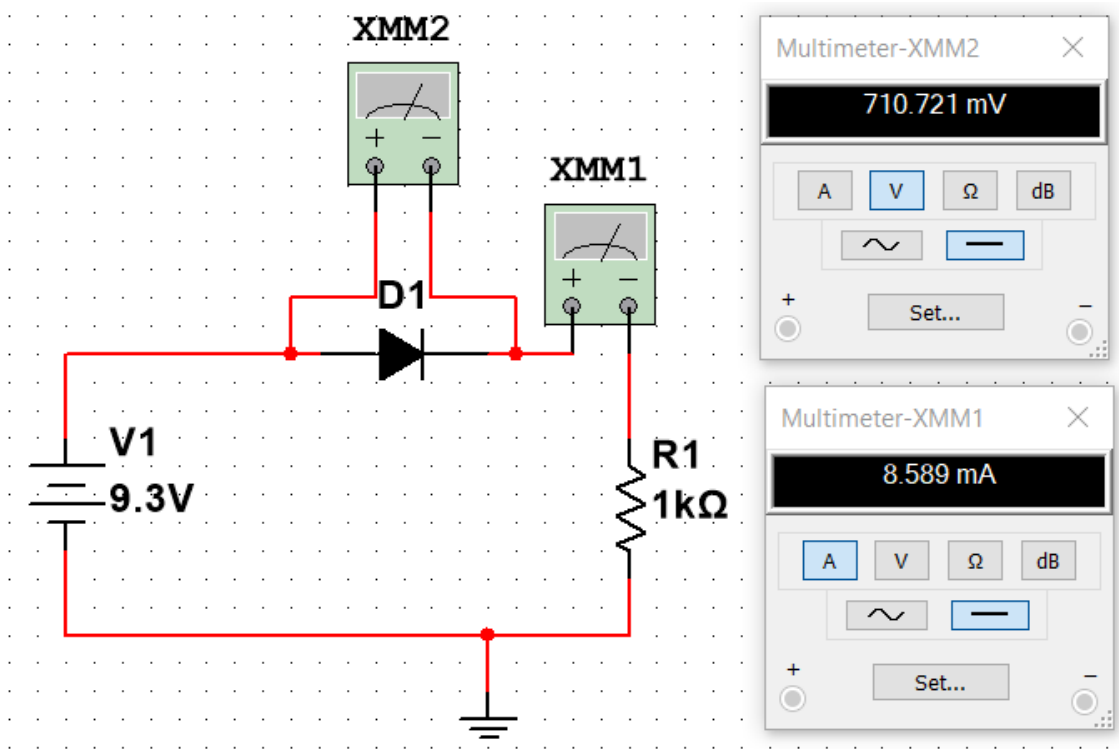 XMM2
+ −
XMM1
+ −
D1
V1
9.3V
R1
1kΩ
Multimeter-XMM2
710.721 mV
A V Ω dB
+ −
Set...
Multimeter-XMM1
8.589 mA
A V Ω dB
+ −
Set...